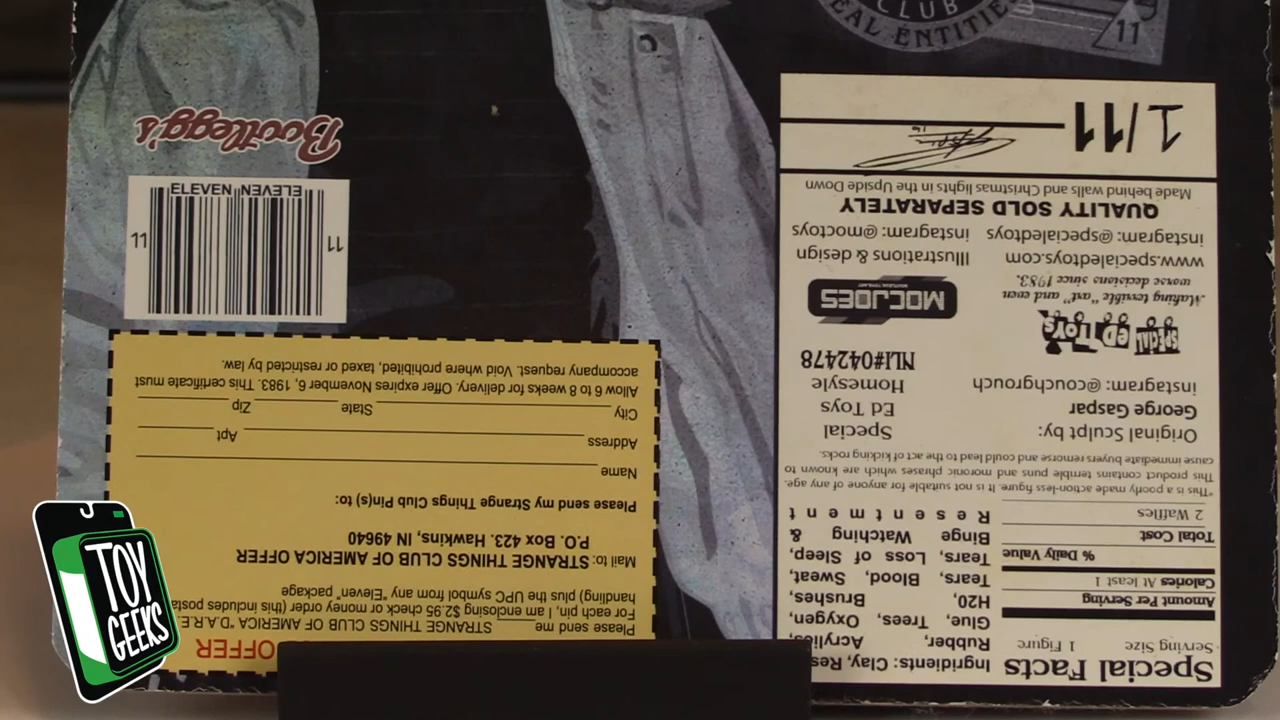 Special Facts
Serving Size 1 Figure
Amount Per Serving
Calories At least 1
% Daily Value
Total Cost
2 Waffles
Ingridients: Clay,
Rubber,
Glue, Trees, Oxygen,
H20, Brushes,
Tears, Blood, Sweat,
Tears, Loss of Sleep,
Binge Watching &
Resentment
*This is a poorly made action-less figure. It is not suitable for anyone of any age.
This product contains terrible puns and moronic phrases which are known to
cause immediate buyers remorse and could lead to the act of kicking rocks.
Original Sculpt by:
George Gaspar
instagram: @couchgrouch
Special
Ed Toys
Homesyle
NLI#042478
SPECIAL ED TOYS
Making terrible "art" and even
worse decisions since 1983.
www.specialedtoys.com
instagram: @specialedtoys
MOCJOES
Illustrations & design
instagram: @moctoys
QUALITY SOLD SEPARATELY
Made behind walls and Christmas lights in the Upside Down
1/11
OFFER
Please send me STRANGE THINGS CLUB OF AMERICA "D.A.R.E.
For each pin, I am enclosing $2.95 check or money order (this includes
handling) plus the UPC symbol from any "Eleven" package
Mail to: STRANGE THINGS CLUB OF AMERICA OFFER
P.O. Box 423, Hawkins, IN 49640
Please send my Strange Things Club Pin(s) to:
Name
Address Apt
City State Zip
Allow 6 to 8 weeks for delivery. Offer expires November 6, 1983. This certificate must
accompany request. Void where prohibited, taxed or restricted by law.
11 ELEVEN NEVELE 11
Bootlegg's
CLUB
ENTITIE
11
TOY
GEEKS